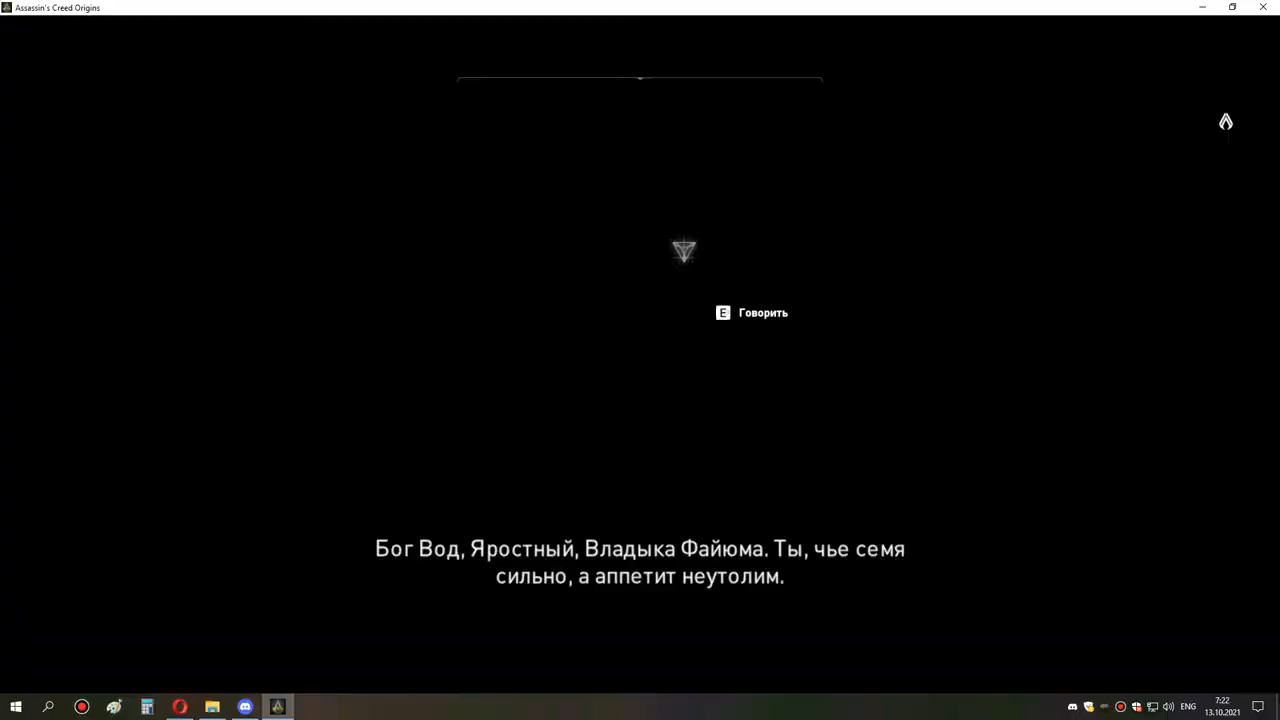 Assassin's Creed Origins
E Говорить
Бог Вод, Яростный, Владыка Файюма. Ты, чье семя
сильно, а аппетит неутолим.
ENG
7:22
13.10.2021